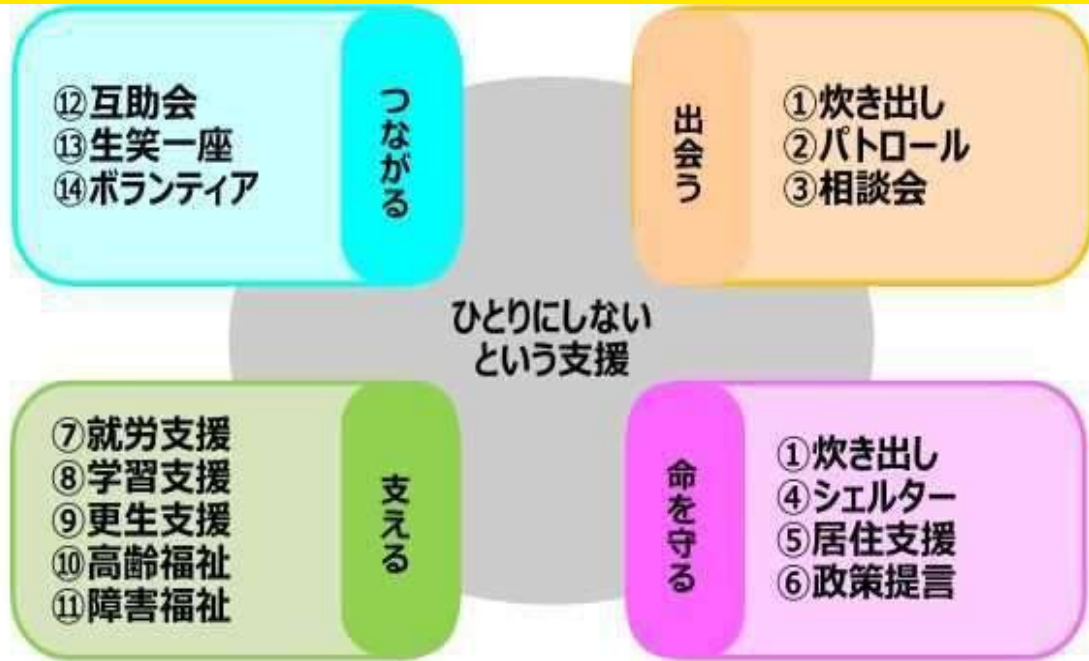 つながる
⑫互助会
⑬生笑一座
⑭ボランティア
出会う
①炊き出し
②パトロール
③相談会
ひとりにしない
という支援
支える
⑦就労支援
⑧学習支援
⑨更生支援
⑩高齢福祉
⑪障害福祉
命を守る
①炊き出し
④シェルター
⑤居住支援
⑥政策提言